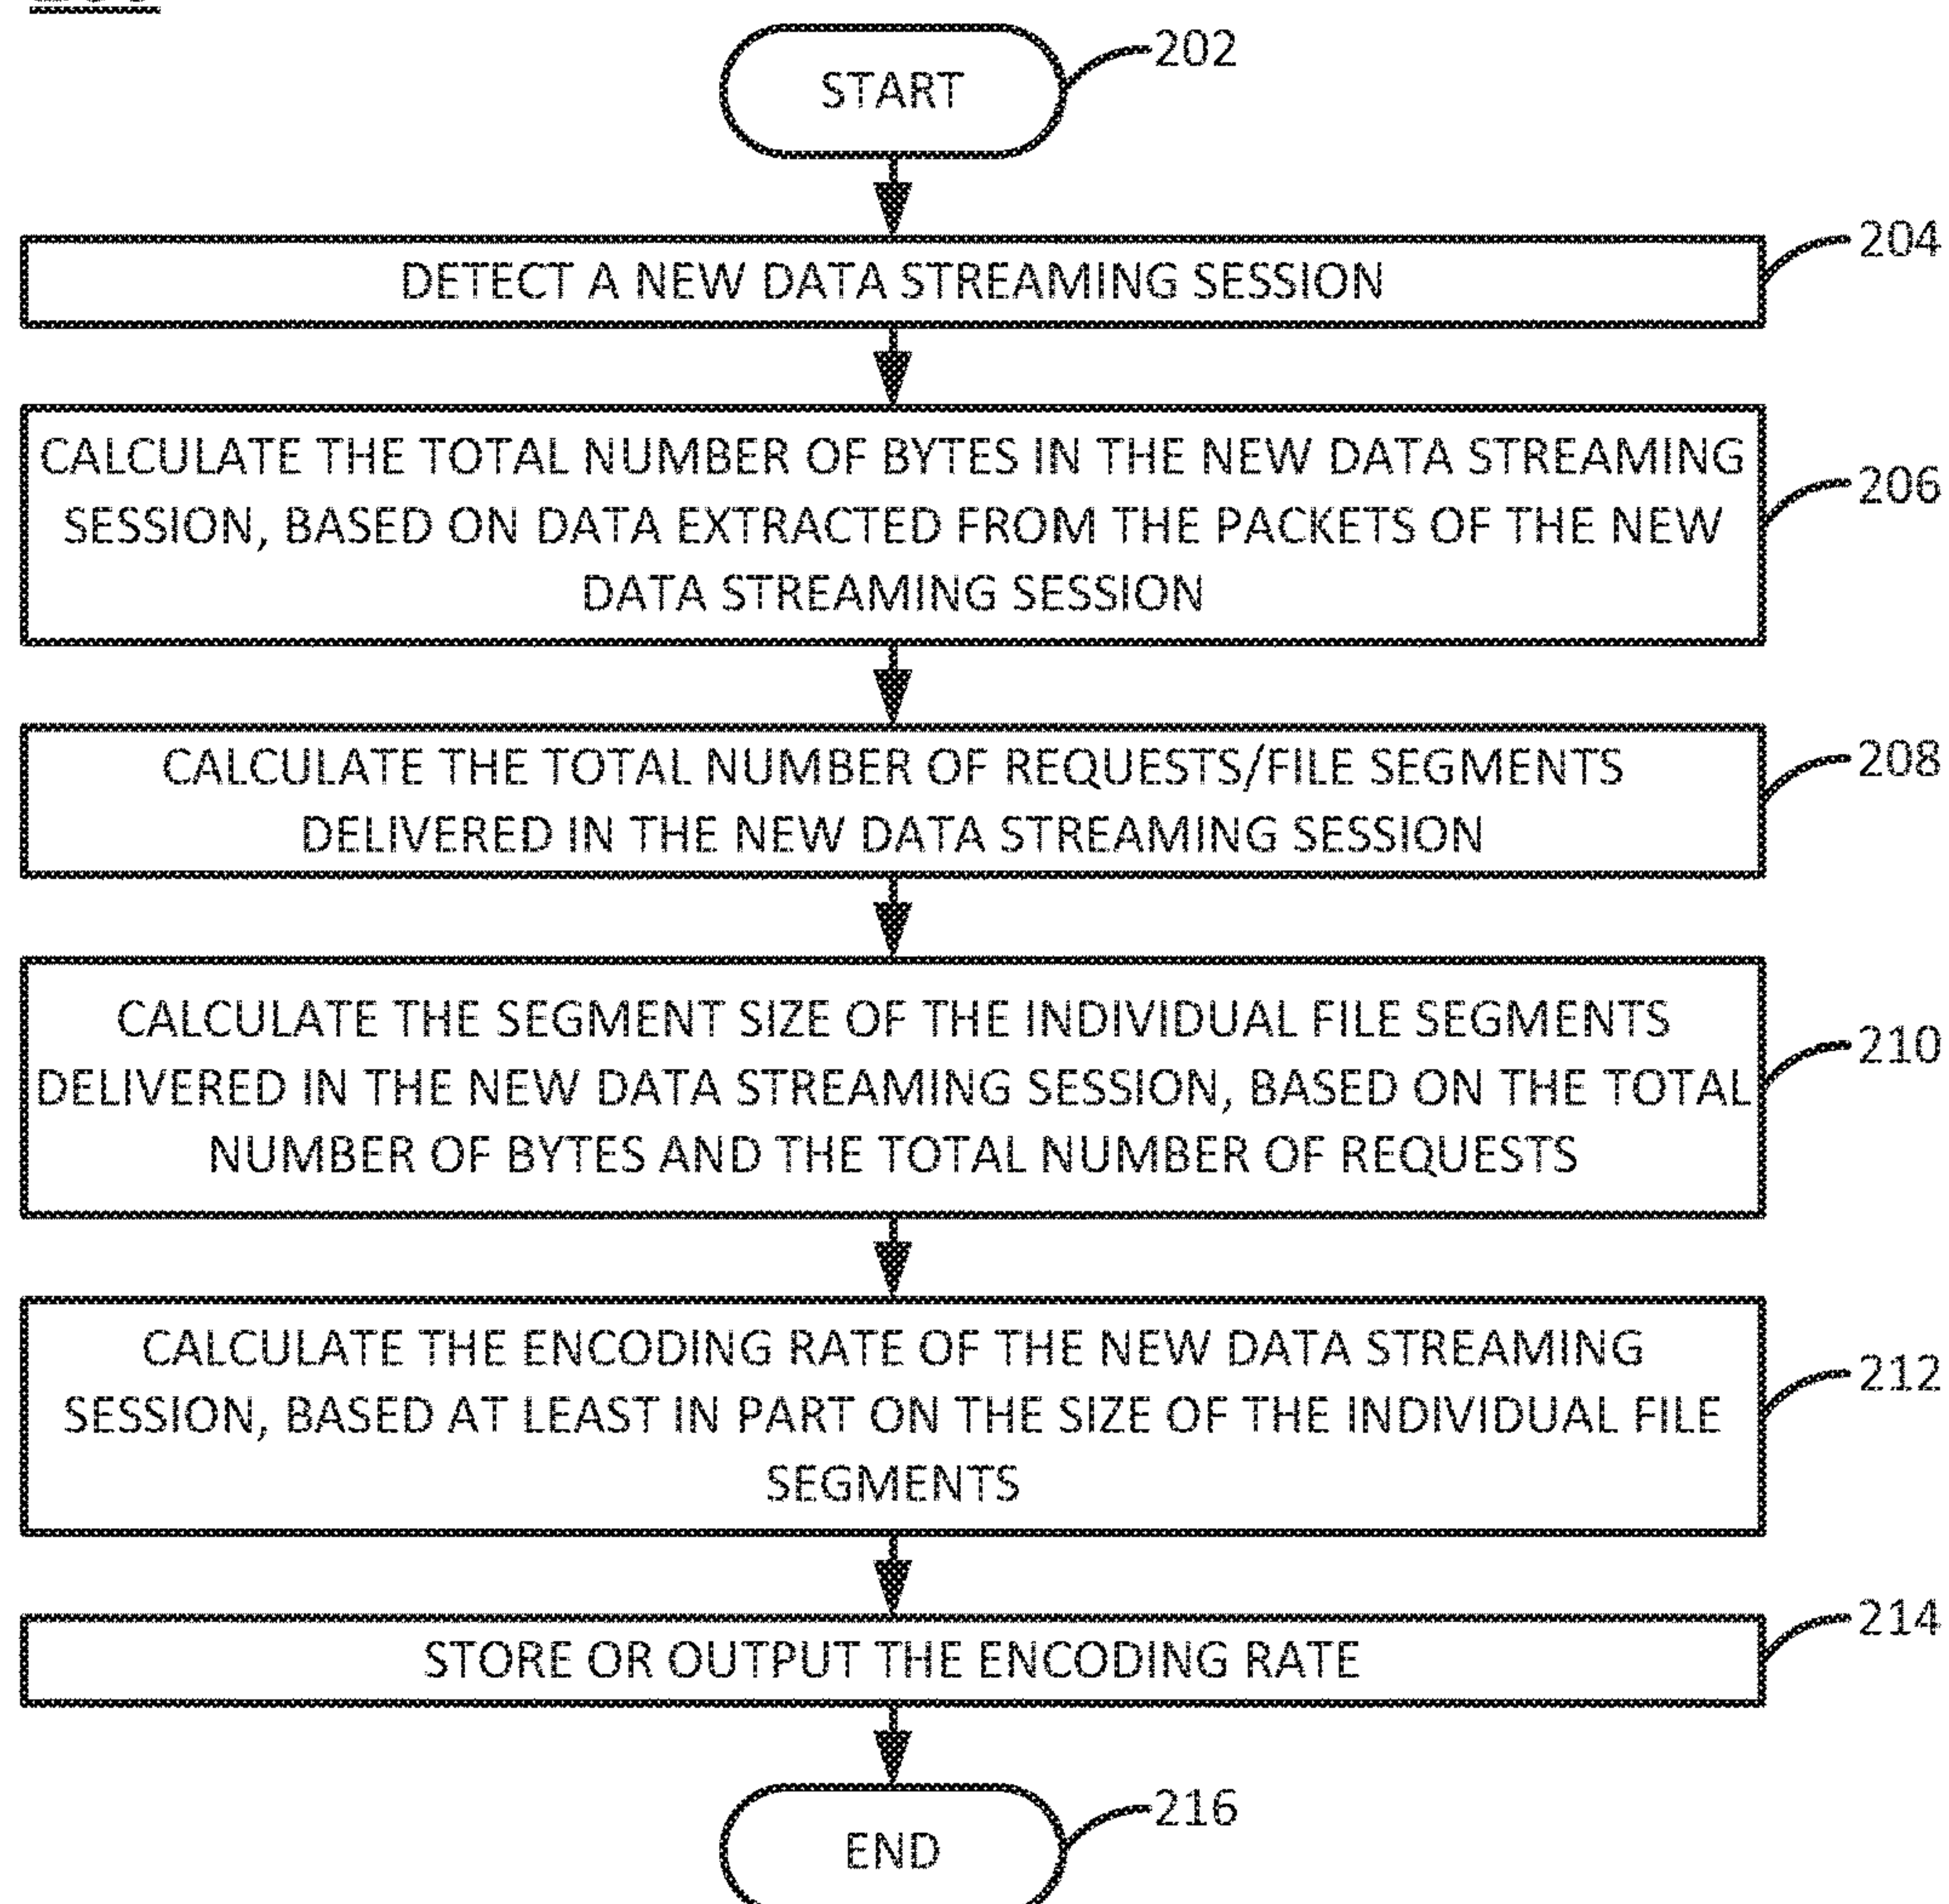 START
202
DETECT A NEW DATA STREAMING SESSION
204
CALCULATE THE TOTAL NUMBER OF BYTES IN THE NEW DATA STREAMING
SESSION, BASED ON DATA EXTRACTED FROM THE PACKETS OF THE NEW
DATA STREAMING SESSION
206
CALCULATE THE TOTAL NUMBER OF REQUESTS/FILE SEGMENTS
DELIVERED IN THE NEW DATA STREAMING SESSION
208
CALCULATE THE SEGMENT SIZE OF THE INDIVIDUAL FILE SEGMENTS
DELIVERED IN THE NEW DATA STREAMING SESSION, BASED ON THE TOTAL
NUMBER OF BYTES AND THE TOTAL NUMBER OF REQUESTS
210
CALCULATE THE ENCODING RATE OF THE NEW DATA STREAMING
SESSION, BASED AT LEAST IN PART ON THE SIZE OF THE INDIVIDUAL FILE
SEGMENTS
212
STORE OR OUTPUT THE ENCODING RATE
214
END
216